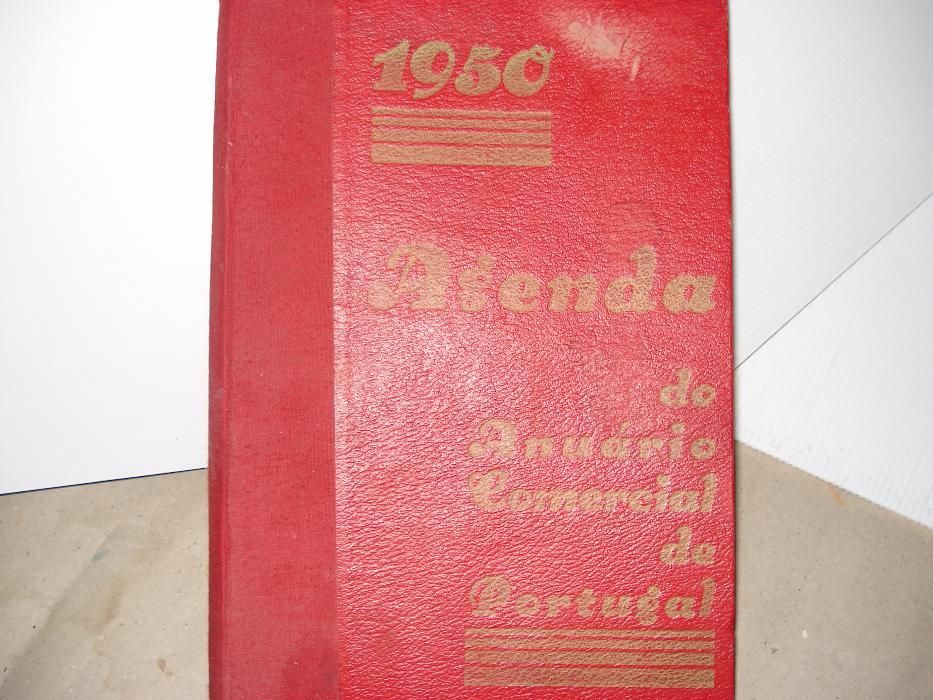 1950
Agenda
do
Anuário
Comercial
de
Portugal